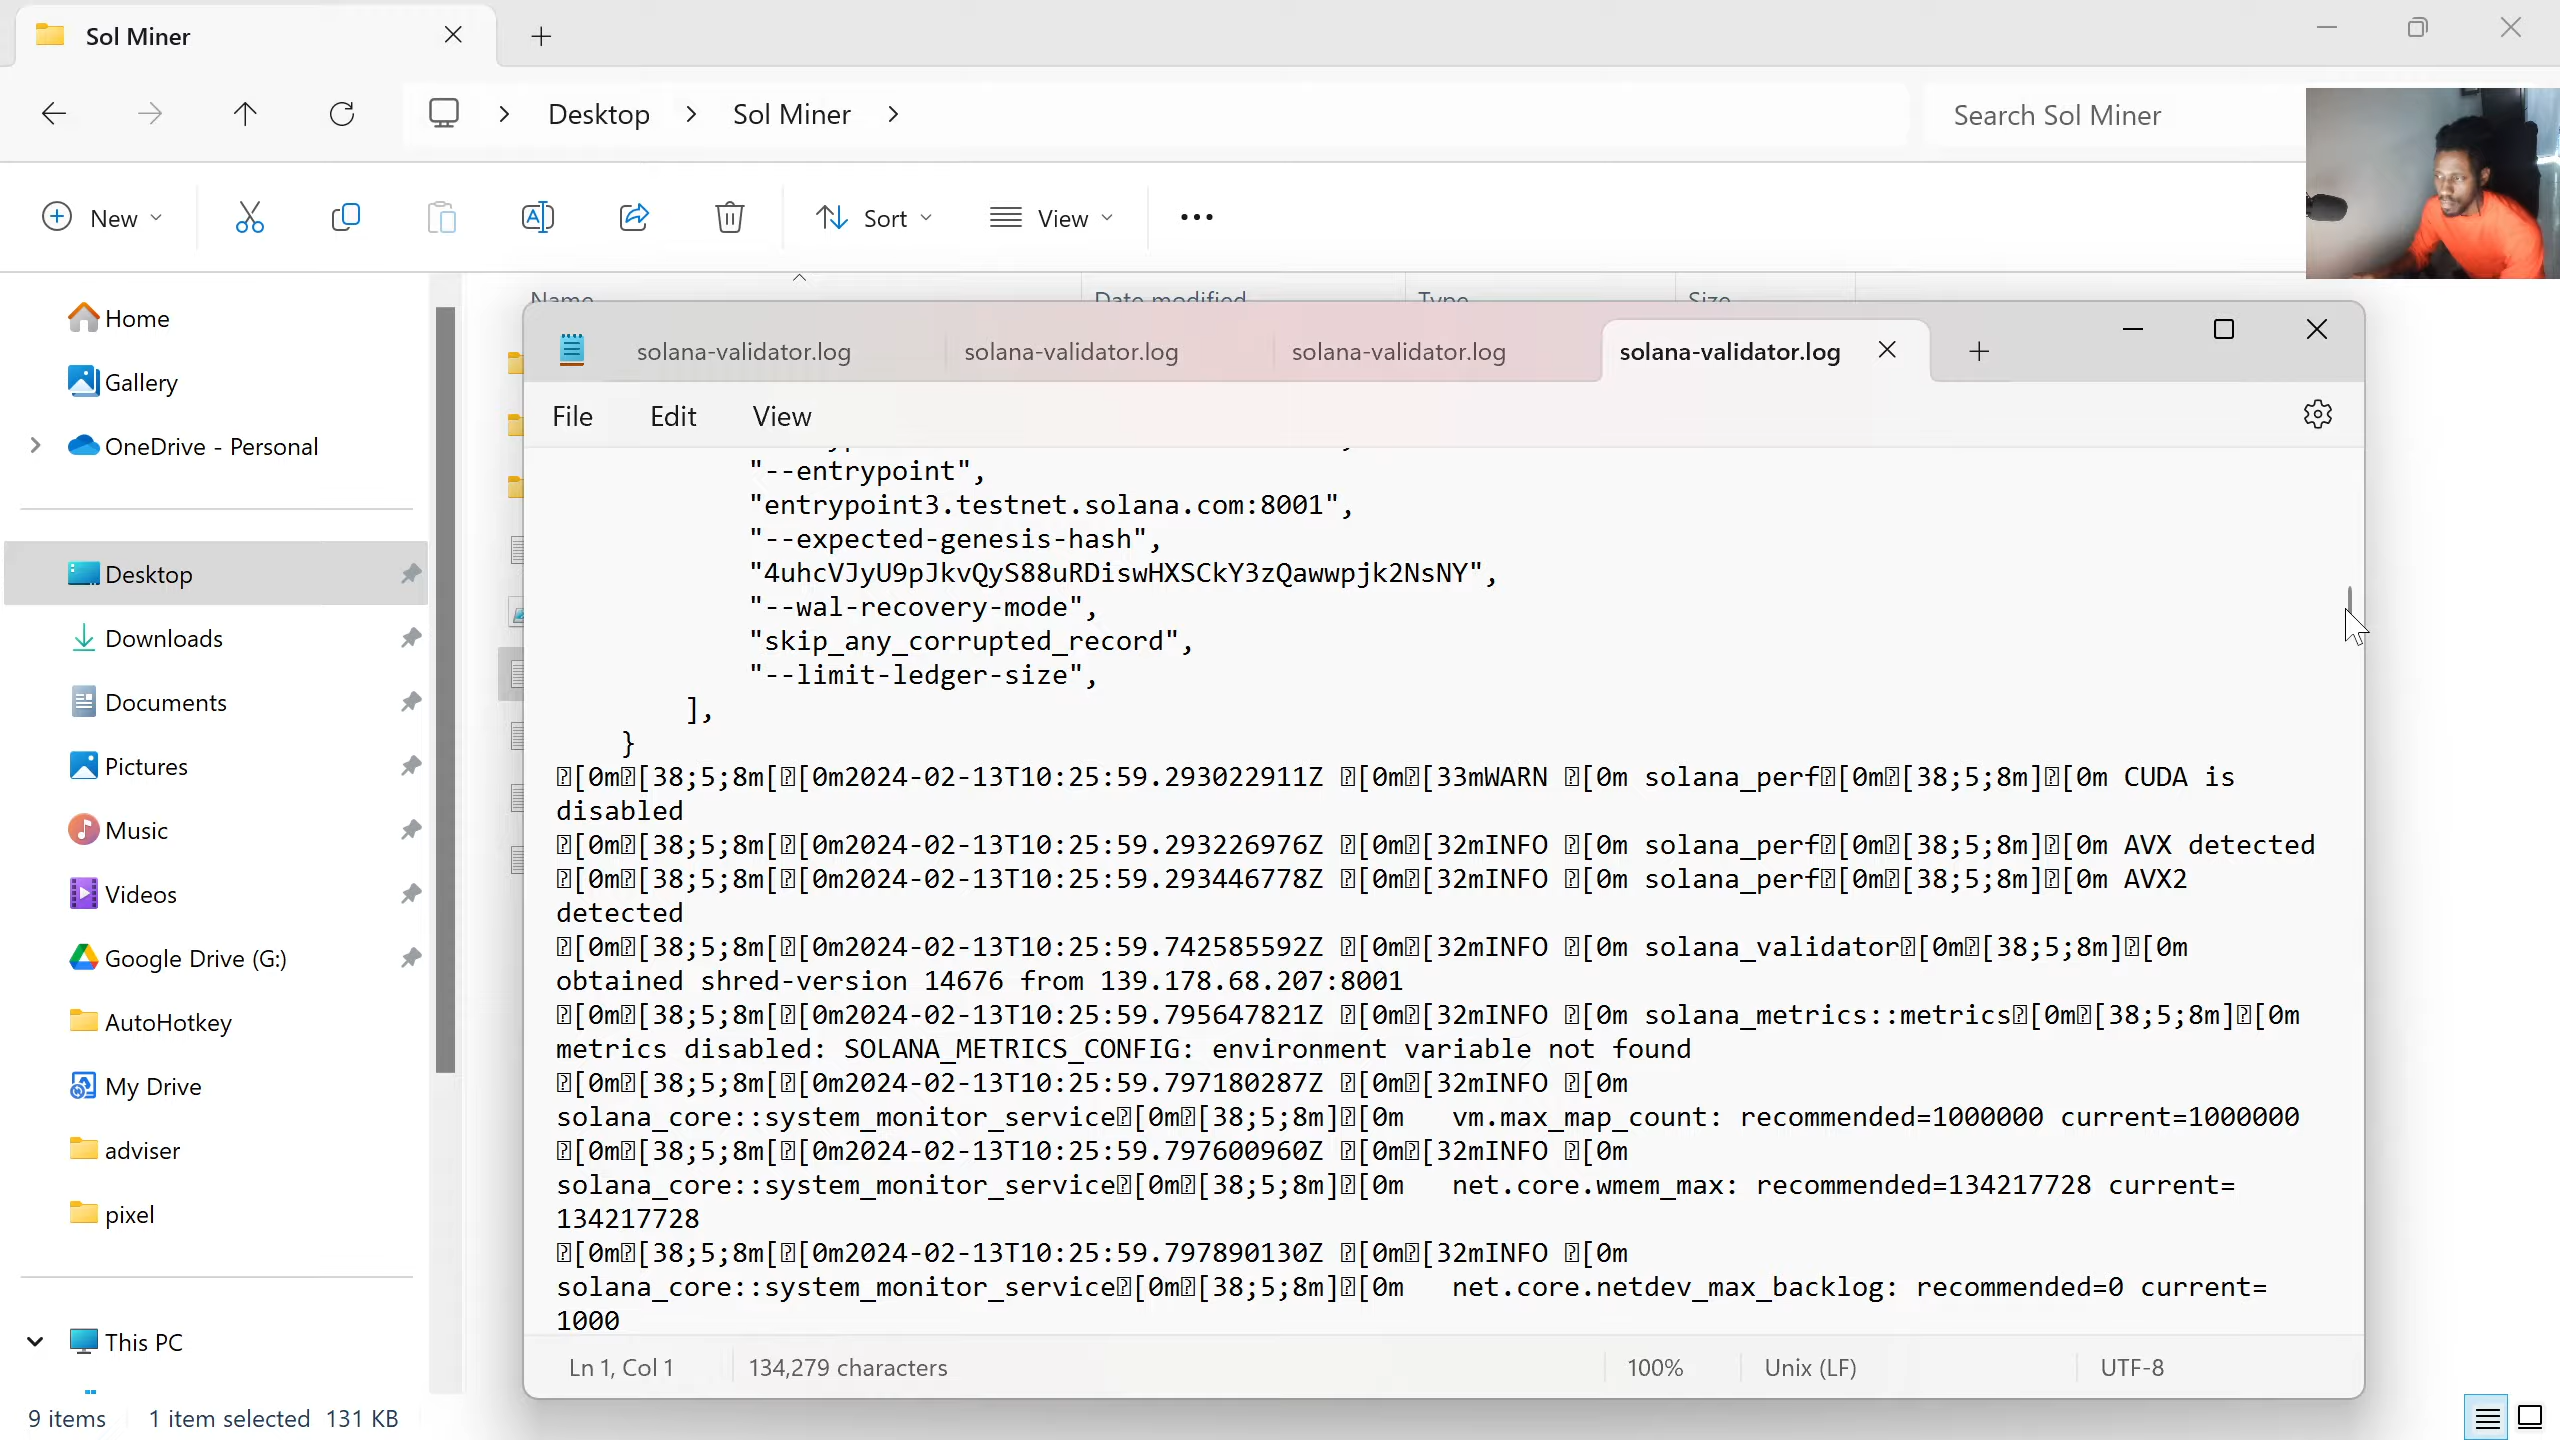 Sol Miner
Desktop > Sol Miner >
Search Sol Miner
New
Sort
View
Name
Date modified
Type
Size
Home
Gallery
OneDrive - Personal
Desktop
Downloads
Documents
Pictures
Music
Videos
Google Drive (G:)
AutoHotkey
My Drive
adviser
pixel
This PC
9 items
1 item selected 131 KB
solana-validator.log
solana-validator.log
solana-validator.log
solana-validator.log
File
Edit
View
"--entrypoint",
"entrypoint3.testnet.solana.com:8001",
"--expected-genesis-hash",
"4uhcVJyU9pJkvQyS88uRDiswHXSCkY3zQawwpjk2NsNY",
"--wal-recovery-mode",
"skip_any_corrupted_record",
"--limit-ledger-size",
],
}
[0m[38;5;8m[[0m2024-02-13T10:25:59.293022911Z [0m[33mWARN [0m solana_perf[0m[38;5;8m][0m CUDA is
disabled
[0m[38;5;8m[[0m2024-02-13T10:25:59.293226976Z [0m[32mINFO [0m solana_perf[0m[38;5;8m][0m AVX detected
[0m[38;5;8m[[0m2024-02-13T10:25:59.293446778Z [0m[32mINFO [0m solana_perf[0m[38;5;8m][0m AVX2
detected
[0m[38;5;8m[[0m2024-02-13T10:25:59.742585592Z [0m[32mINFO [0m solana_validator[0m[38;5;8m][0m
obtained shred-version 14676 from 139.178.68.207:8001
[0m[38;5;8m[[0m2024-02-13T10:25:59.795647821Z [0m[32mINFO [0m solana_metrics::metrics[0m[38;5;8m][0m
metrics disabled: SOLANA_METRICS_CONFIG: environment variable not found
[0m[38;5;8m[[0m2024-02-13T10:25:59.797180287Z [0m[32mINFO [0m
solana_core::system_monitor_service[0m[38;5;8m][0m   vm.max_map_count: recommended=1000000 current=1000000
[0m[38;5;8m[[0m2024-02-13T10:25:59.797600960Z [0m[32mINFO [0m
solana_core::system_monitor_service[0m[38;5;8m][0m   net.core.wmem_max: recommended=134217728 current=
134217728
[0m[38;5;8m[[0m2024-02-13T10:25:59.797890130Z [0m[32mINFO [0m
solana_core::system_monitor_service[0m[38;5;8m][0m   net.core.netdev_max_backlog: recommended=0 current=
1000
Ln 1, Col 1
134,279 characters
100%
Unix (LF)
UTF-8